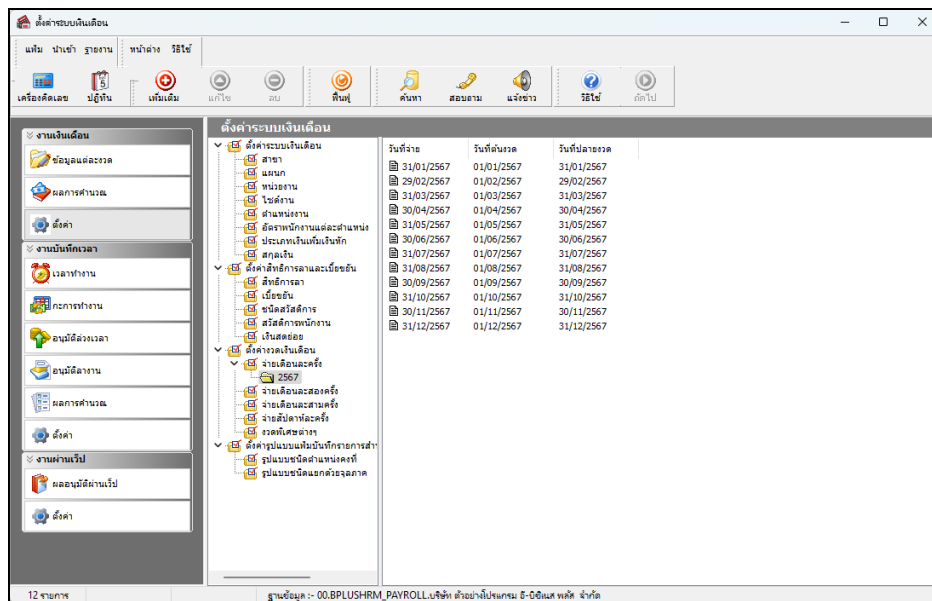 ตั้งค่าระบบเงินเดือน
แฟ้ม นำเข้า รายงาน หน้าต่าง วิธีใช้
เครื่องคิดเลข ปฏิทิน เพิ่มเติม แก้ไข ลบ ฟื้นฟู ค้นหา สอบถาม แจ้งข่าว วิธีใช้ ถัดไป
งานเงินเดือน
ข้อมูลแต่ละงวด
ผลการคำนวณ
ตั้งค่า
งานบันทึกเวลา
เวลาทำงาน
กะการทำงาน
อนุมัติล่วงเวลา
อนุมัติลางาน
ผลการคำนวณ
ตั้งค่า
งานผ่านเว็ป
ผลอนุมัติผ่านเว็ป
ตั้งค่า
ตั้งค่าระบบเงินเดือน
ตั้งค่าระบบเงินเดือน
สาขา
แผนก
หน่วยงาน
ไซต์งาน
ตำแหน่งงาน
อัตราพนักงานแต่ละตำแหน่ง
ประเภทเงินเพิ่มเงินหัก
สกุลเงิน
ตั้งค่าสิทธิการลาและเบี้ยขยัน
สิทธิการลา
เบี้ยขยัน
ชนิดสวัสดิการ
สวัสดิการพนักงาน
เงินสดย่อย
ตั้งค่างวดเงินเดือน
จ่ายเดือนละครั้ง
2567
จ่ายเดือนละสองครั้ง
จ่ายเดือนละสามครั้ง
จ่ายสัปดาห์ละครั้ง
งวดพิเศษต่างๆ
ตั้งค่ารูปแบบแฟ้มบันทึกรายการสำร
รูปแบบชนิดตำแหน่งคงที่
รูปแบบชนิดแยกด้วยจุลภาค
วันที่จ่าย วันที่ต้นงวด วันที่ปลายงวด
31/01/2567 01/01/2567 31/01/2567
29/02/2567 01/02/2567 29/02/2567
31/03/2567 01/03/2567 31/03/2567
30/04/2567 01/04/2567 30/04/2567
31/05/2567 01/05/2567 31/05/2567
30/06/2567 01/06/2567 30/06/2567
31/07/2567 01/07/2567 31/07/2567
31/08/2567 01/08/2567 31/08/2567
30/09/2567 01/09/2567 30/09/2567
31/10/2567 01/10/2567 31/10/2567
30/11/2567 01/11/2567 30/11/2567
31/12/2567 01/12/2567 31/12/2567
12 รายการ ฐานข้อมูล :- 00.BPLUSHRM_PAYROLL.บริษัท ตัวอย่างโปรแกรม อี-บิซิเนส พลัส จำกัด